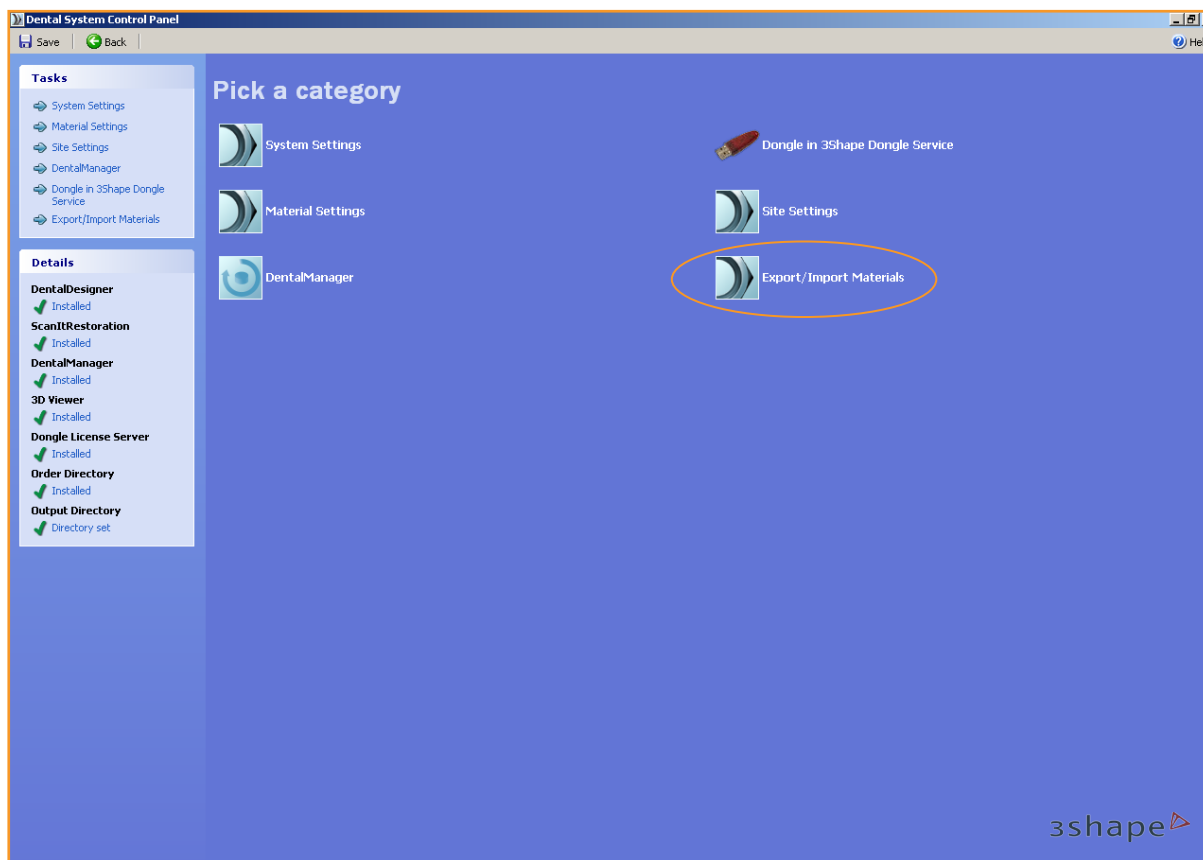 Dental System Control Panel
Save
Back
Hel
Tasks
System Settings
Material Settings
Site Settings
DentalManager
Dongle in 3Shape Dongle
Service
Export/Import Materials
Details
DentalDesigner
Installed
ScanItRestoration
Installed
DentalManager
Installed
3D Viewer
Installed
Dongle License Server
Installed
Order Directory
Installed
Output Directory
Directory set
Pick a category
System Settings
Dongle in 3Shape Dongle Service
Material Settings
Site Settings
DentalManager
Export/Import Materials
3shape